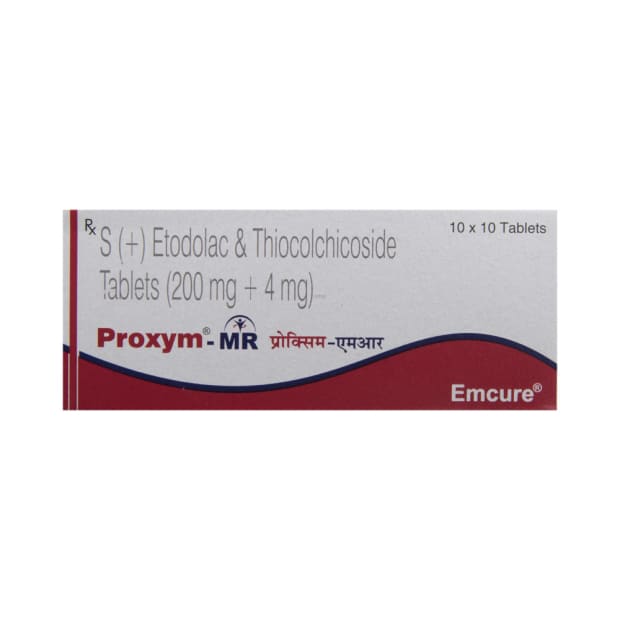 Rx S (+) Etodolac & Thiocolchicoside
Tablets (200 mg + 4 mg)
10 x 10 Tablets
Proxym®-MR प्रोक्सिम-एमआर
Emcure®